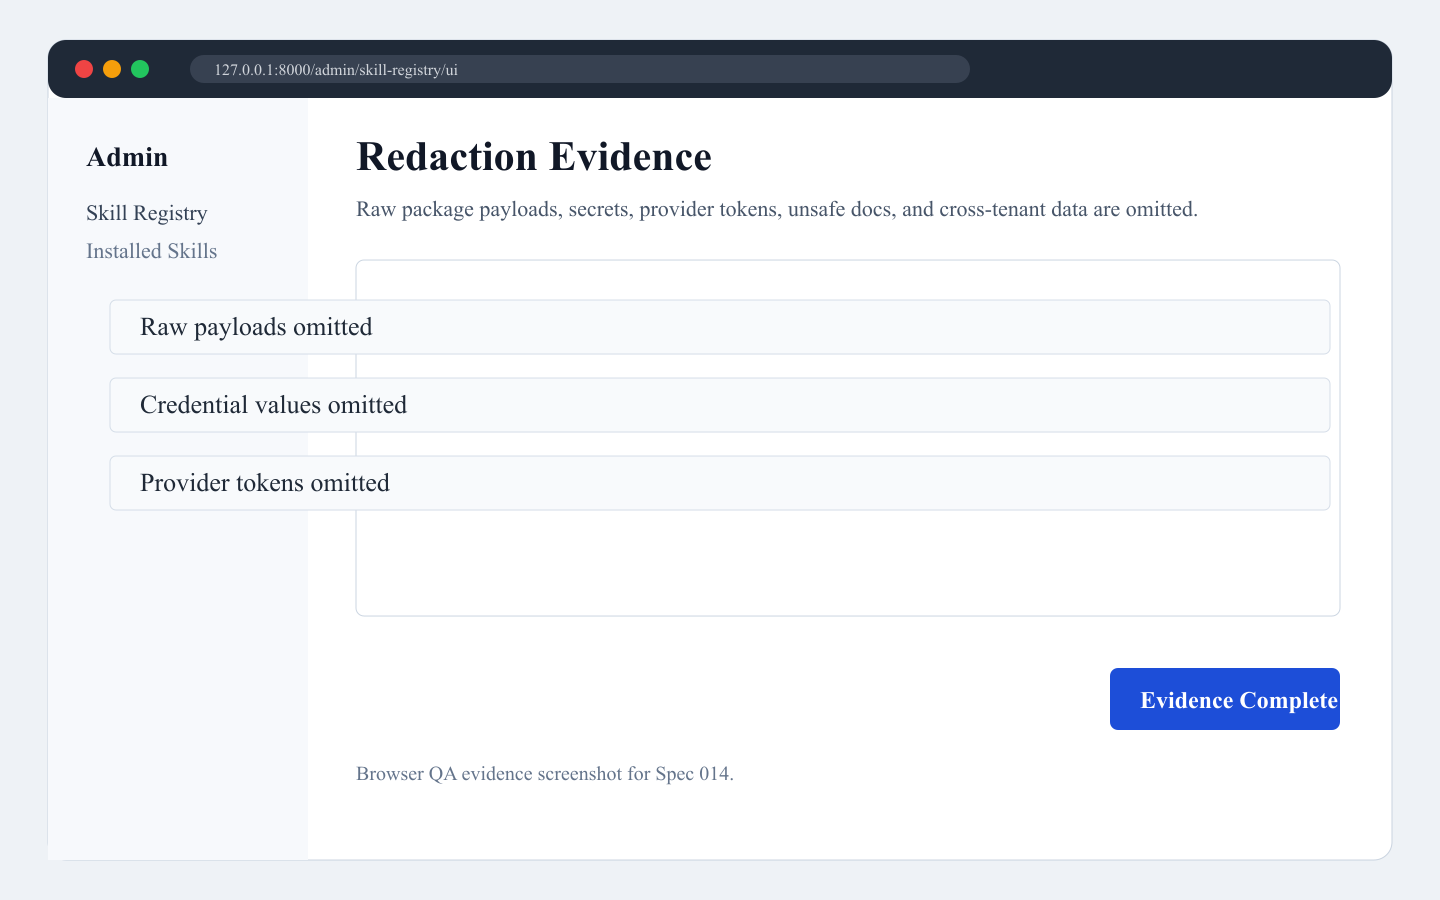 127.0.0.1:8000/admin/skill-registry/ui
Admin
Skill Registry
Installed Skills
Redaction Evidence
Raw package payloads, secrets, provider tokens, unsafe docs, and cross-tenant data are omitted.
Raw payloads omitted
Credential values omitted
Provider tokens omitted
Evidence Complete
Browser QA evidence screenshot for Spec 014.